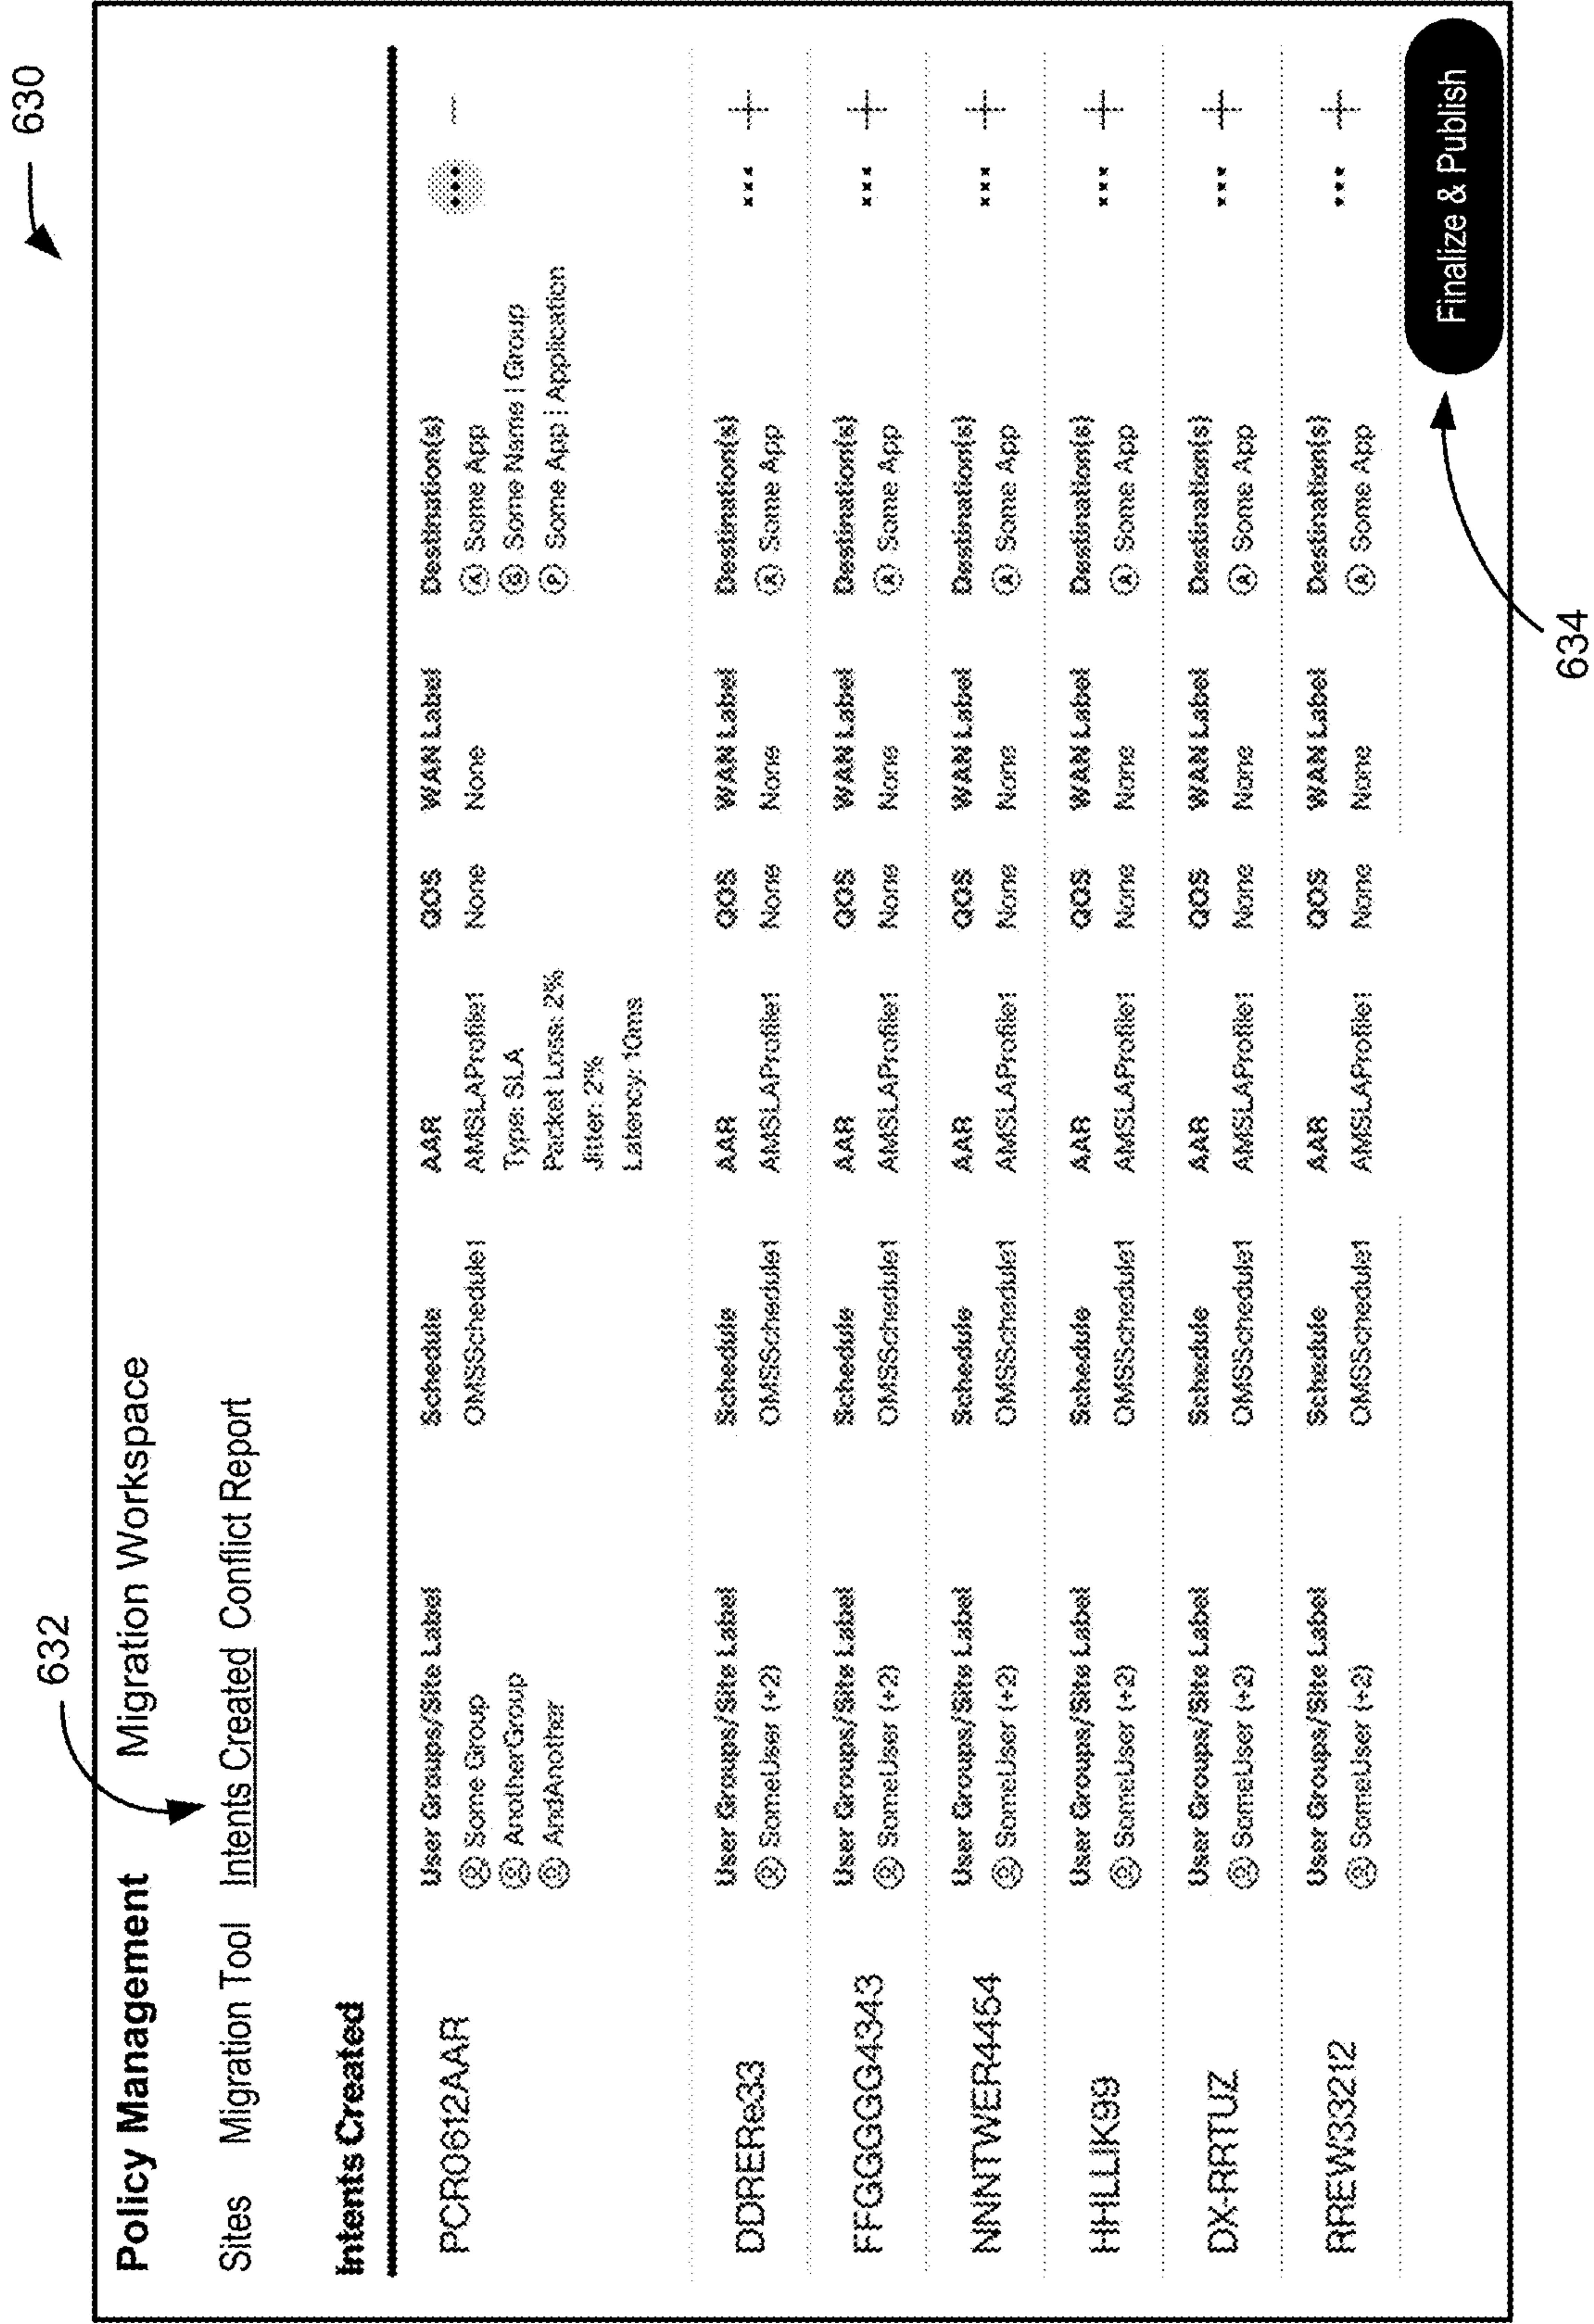 630
632
Policy Management Migration Workspace
Sites Migration Tool Intents Created Conflict Report
Intents Created
PCR0612AAR User Groups/Site Label Schedule AAR QOS WAN Label Destination(s) ... —
Some Group OMSSchedule1 AMSLAProfile1 None None Ⓐ Some App
AnotherGroup Type: SLA Some Name | Group
AndAnother Packet Loss: 2% Ⓟ Some App | Application
Jitter: 2%
Latency: 10ms
DDRERe33 User Groups/Site Label Schedule AAR QOS WAN Label Destination(s) ... +
SomeUser (+2) OMSSchedule1 AMSLAProfile1 None None Ⓐ Some App
FFGGGGG4343 User Groups/Site Label Schedule AAR QOS WAN Label Destination(s) ... +
SomeUser (+2) OMSSchedule1 AMSLAProfile1 None None Ⓐ Some App
NNNTWER4454 User Groups/Site Label Schedule AAR QOS WAN Label Destination(s) ... +
SomeUser (+2) OMSSchedule1 AMSLAProfile1 None None Ⓐ Some App
HHLLIK99 User Groups/Site Label Schedule AAR QOS WAN Label Destination(s) ... +
SomeUser (+2) OMSSchedule1 AMSLAProfile1 None None Ⓐ Some App
DX-RRTUZ User Groups/Site Label Schedule AAR QOS WAN Label Destination(s) ... +
SomeUser (+2) OMSSchedule1 AMSLAProfile1 None None Ⓐ Some App
RREW33212 User Groups/Site Label Schedule AAR QOS WAN Label Destination(s) ... +
SomeUser (+2) OMSSchedule1 AMSLAProfile1 None None Ⓐ Some App
Finalize & Publish
634